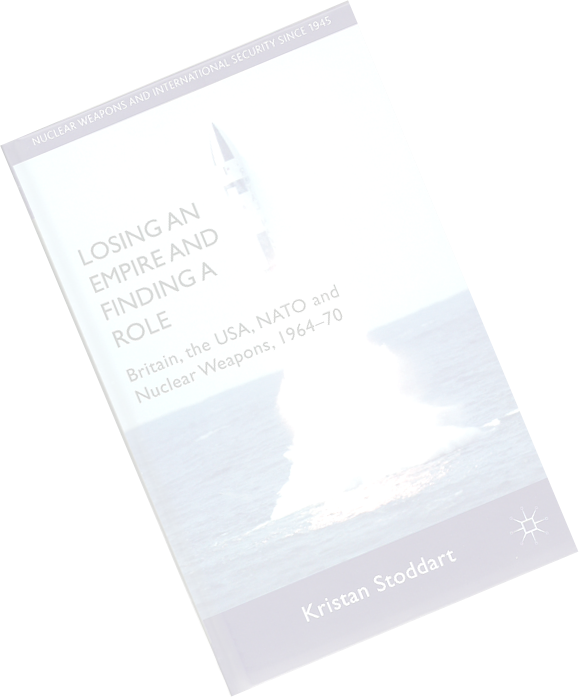 NUCLEAR WEAPONS AND INTERNATIONAL SECURITY SINCE 1945
LOSING AN
EMPIRE AND
FINDING A
ROLE
Britain, the USA, NATO and
Nuclear Weapons, 1964–70
Kristan Stoddart